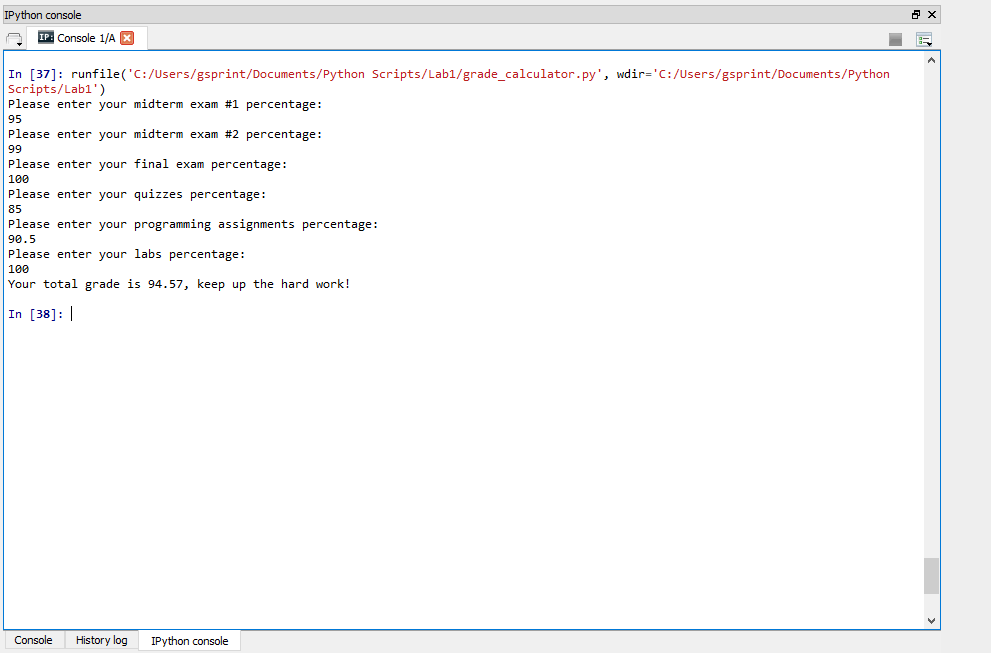 IPython console
IP: Console 1/A
In [37]: runfile('C:/Users/gsprint/Documents/Python Scripts/Lab1/grade_calculator.py', wdir='C:/Users/gsprint/Documents/Python
Scripts/Lab1')
Please enter your midterm exam #1 percentage:
95
Please enter your midterm exam #2 percentage:
99
Please enter your final exam percentage:
100
Please enter your quizzes percentage:
85
Please enter your programming assignments percentage:
90.5
Please enter your labs percentage:
100
Your total grade is 94.57, keep up the hard work!
In [38]:
Console History log IPython console